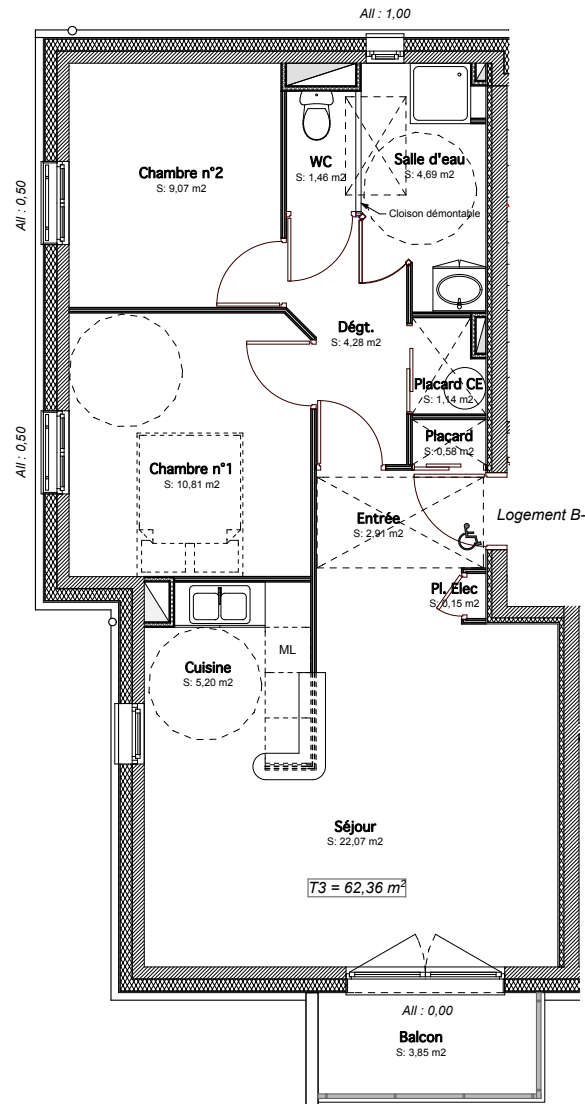 All : 1,00
Chambre n°2
S: 9,07 m2
WC
S: 1,46 m2
Salle d'eau
S: 4,69 m2
All : 0,50
Cloison démontable
Dégt.
S: 4,28 m2
Placard CE
S: 1,14 m2
Placard
S: 0,58 m2
All : 0,50
Chambre n°1
S: 10,81 m2
Entrée
S: 2,91 m2
Logement B-
Pl. Elec
S: 0,15 m2
ML
Cuisine
S: 5,20 m2
Séjour
S: 22,07 m2
T3 = 62,36 m²
All : 0,00
Balcon
S: 3,85 m2